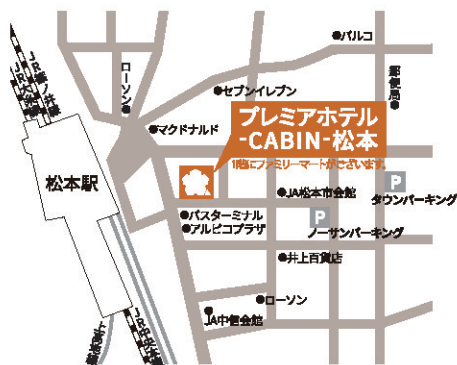 パルコ
郵便局
ローソン
セブンイレブン
マクドナルド
プレミアホテル
-CABIN-松本
1階にファミリーマートがございます。
松本駅
JA松本市会館
タウンパーキング
P
P
バスターミナル
アルピコプラザ
ノーサンパーキング
井上百貨店
ローソン
JA中信会館